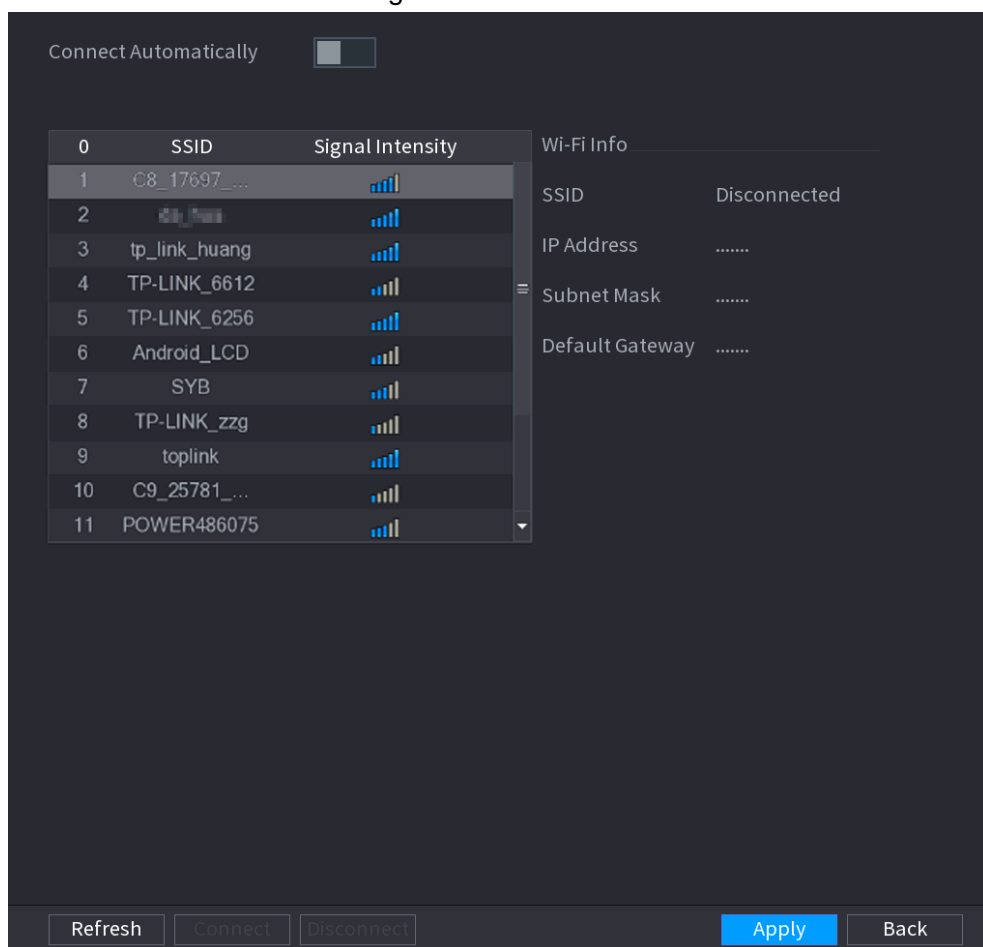 Connect Automatically
0 SSID Signal Intensity
1 C8_17697_...
2
3 tp_link_huang
4 TP-LINK_6612
5 TP-LINK_6256
6 Android_LCD
7 SYB
8 TP-LINK_zzg
9 toplink
10 C9_25781_...
11 POWER486075
Wi-Fi Info
SSID Disconnected
IP Address .......
Subnet Mask .......
Default Gateway .......
Refresh Connect Disconnect Apply Back